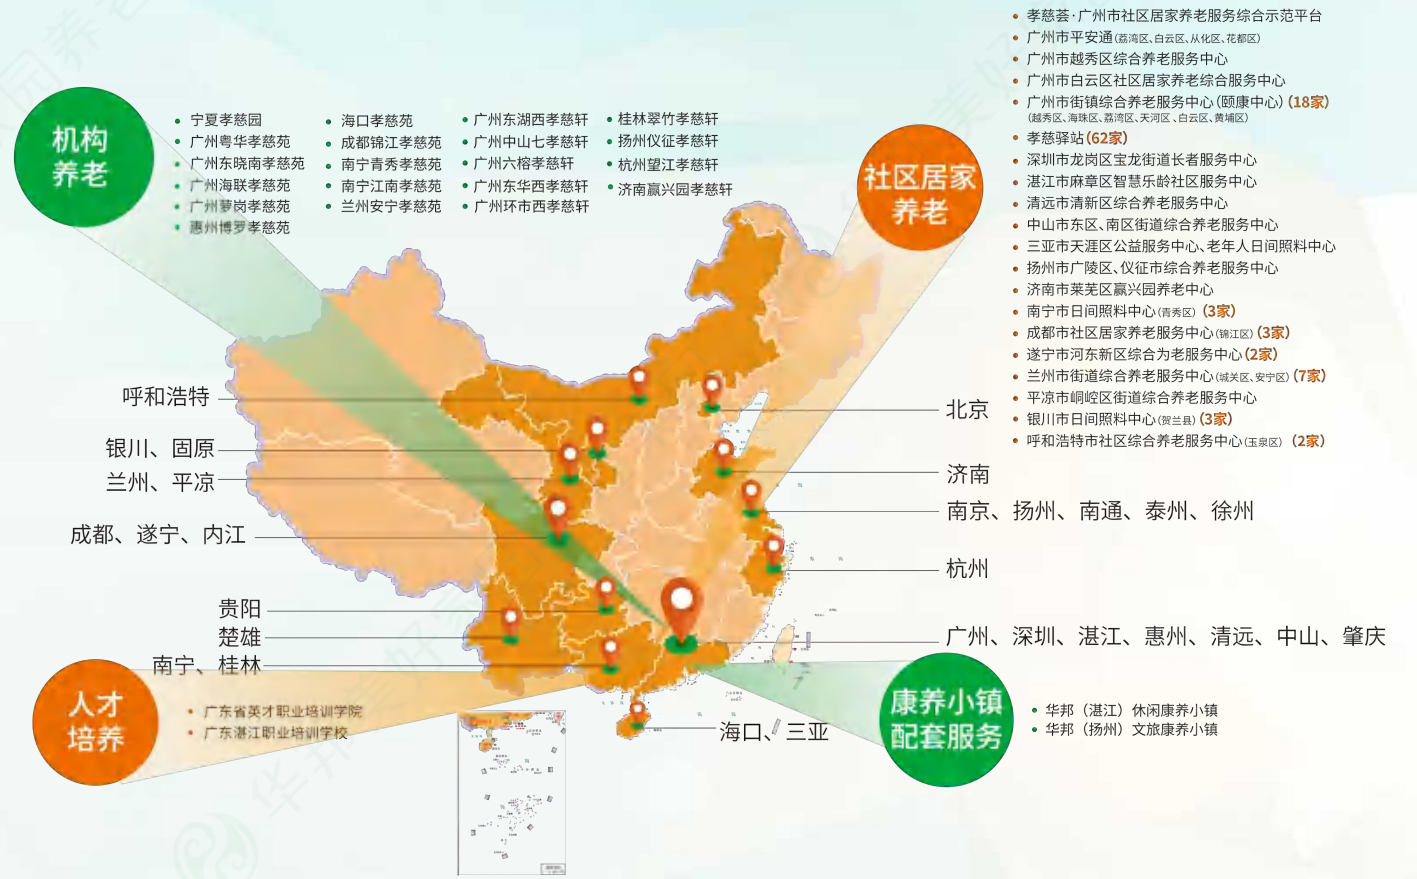 机构
养老
宁夏孝慈园
广州粤华孝慈苑
广州东晓南孝慈苑
广州海联孝慈苑
广州萝岗孝慈苑
惠州博罗孝慈苑
海口孝慈苑
成都锦江孝慈苑
南宁青秀孝慈苑
南宁江南孝慈苑
兰州安宁孝慈苑
广州东湖西孝慈轩
广州中山七孝慈轩
广州六榕孝慈轩
广州东华西孝慈轩
广州环市西孝慈轩
桂林翠竹孝慈轩
扬州仪征孝慈轩
杭州望江孝慈轩
济南赢兴园孝慈轩
社区居家
养老
孝慈荟·广州市社区居家养老服务综合示范平台
广州市平安通(荔湾区、白云区、从化区、花都区)
广州市越秀区综合养老服务中心
广州市白云区社区居家养老综合服务中心
广州市街镇综合养老服务中心(颐康中心)(18家)
(越秀区、海珠区、荔湾区、天河区、白云区、黄埔区)
孝慈驿站(62家)
深圳市龙岗区宝龙街道长者服务中心
湛江市麻章区智慧乐龄社区服务中心
清远市清新区综合养老服务中心
中山市东区、南区街道综合养老服务中心
三亚市天涯区公益服务中心、老年人日间照料中心
扬州市广陵区、仪征市综合养老服务中心
济南市莱芜区赢兴园养老中心
南宁市日间照料中心(青秀区)(3家)
成都市社区居家养老服务中心(锦江区)(3家)
遂宁市河东新区综合为老服务中心(2家)
兰州市街道综合养老服务中心(城关区、安宁区)(7家)
平凉市崆峒区街道综合养老服务中心
银川市日间照料中心(贺兰县)(3家)
呼和浩特市社区综合养老服务中心(玉泉区)(2家)
呼和浩特
银川、固原
兰州、平凉
成都、遂宁、内江
贵阳
楚雄
南宁、桂林
北京
济南
南京、扬州、南通、泰州、徐州
杭州
广州、深圳、湛江、惠州、清远、中山、肇庆
海口、三亚
人才
培养
广东省英才职业培训学院
广东湛江职业培训学校
康养小镇
配套服务
华邦（湛江）休闲康养小镇
华邦（扬州）文旅康养小镇